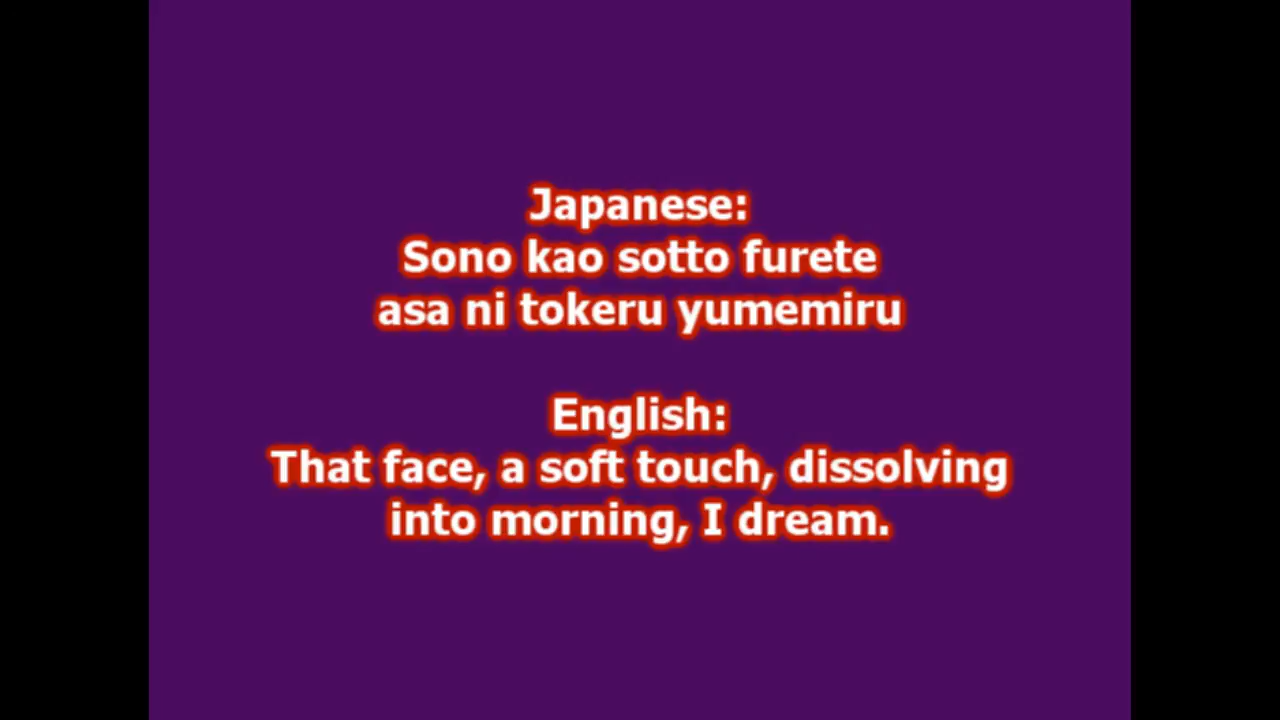 Japanese:
Sono kao sotto furete
asa ni tokeru yumemiru
English:
That face, a soft touch, dissolving
into morning, I dream.